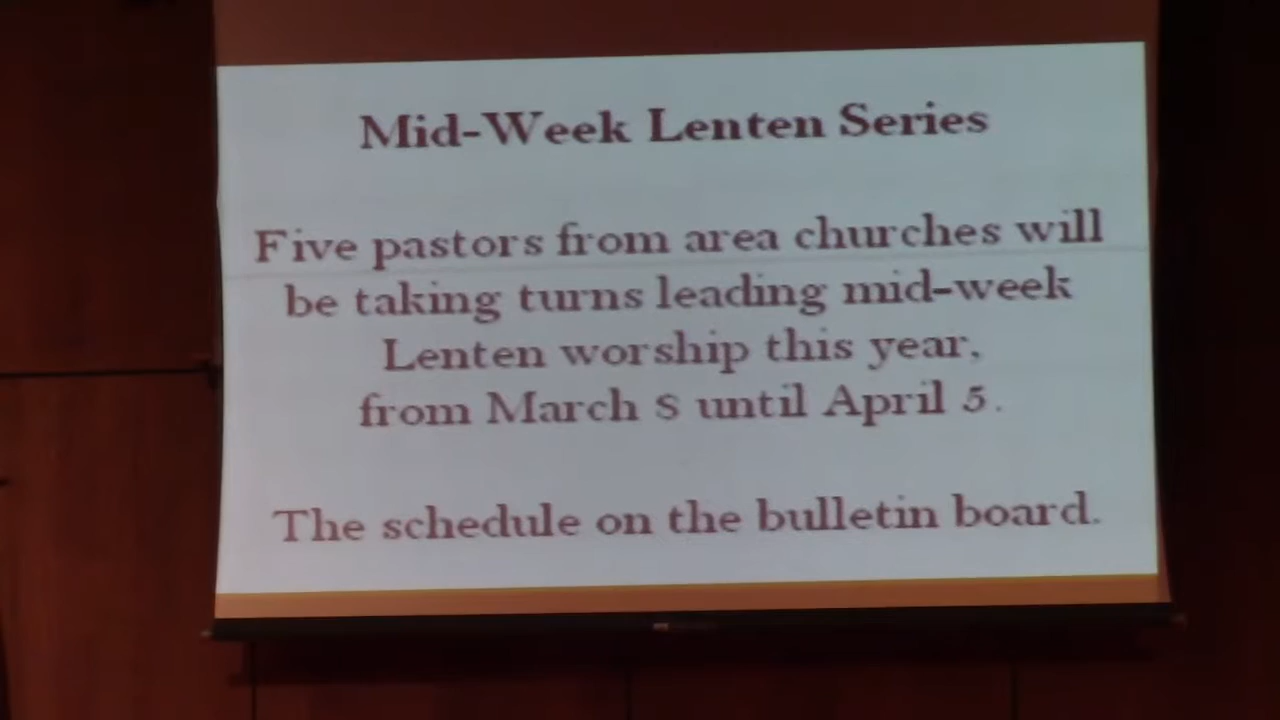 Mid-Week Lenten Series
Five pastors from area churches will
be taking turns leading mid-week
Lenten worship this year,
from March 8 until April 5.
The schedule on the bulletin board.